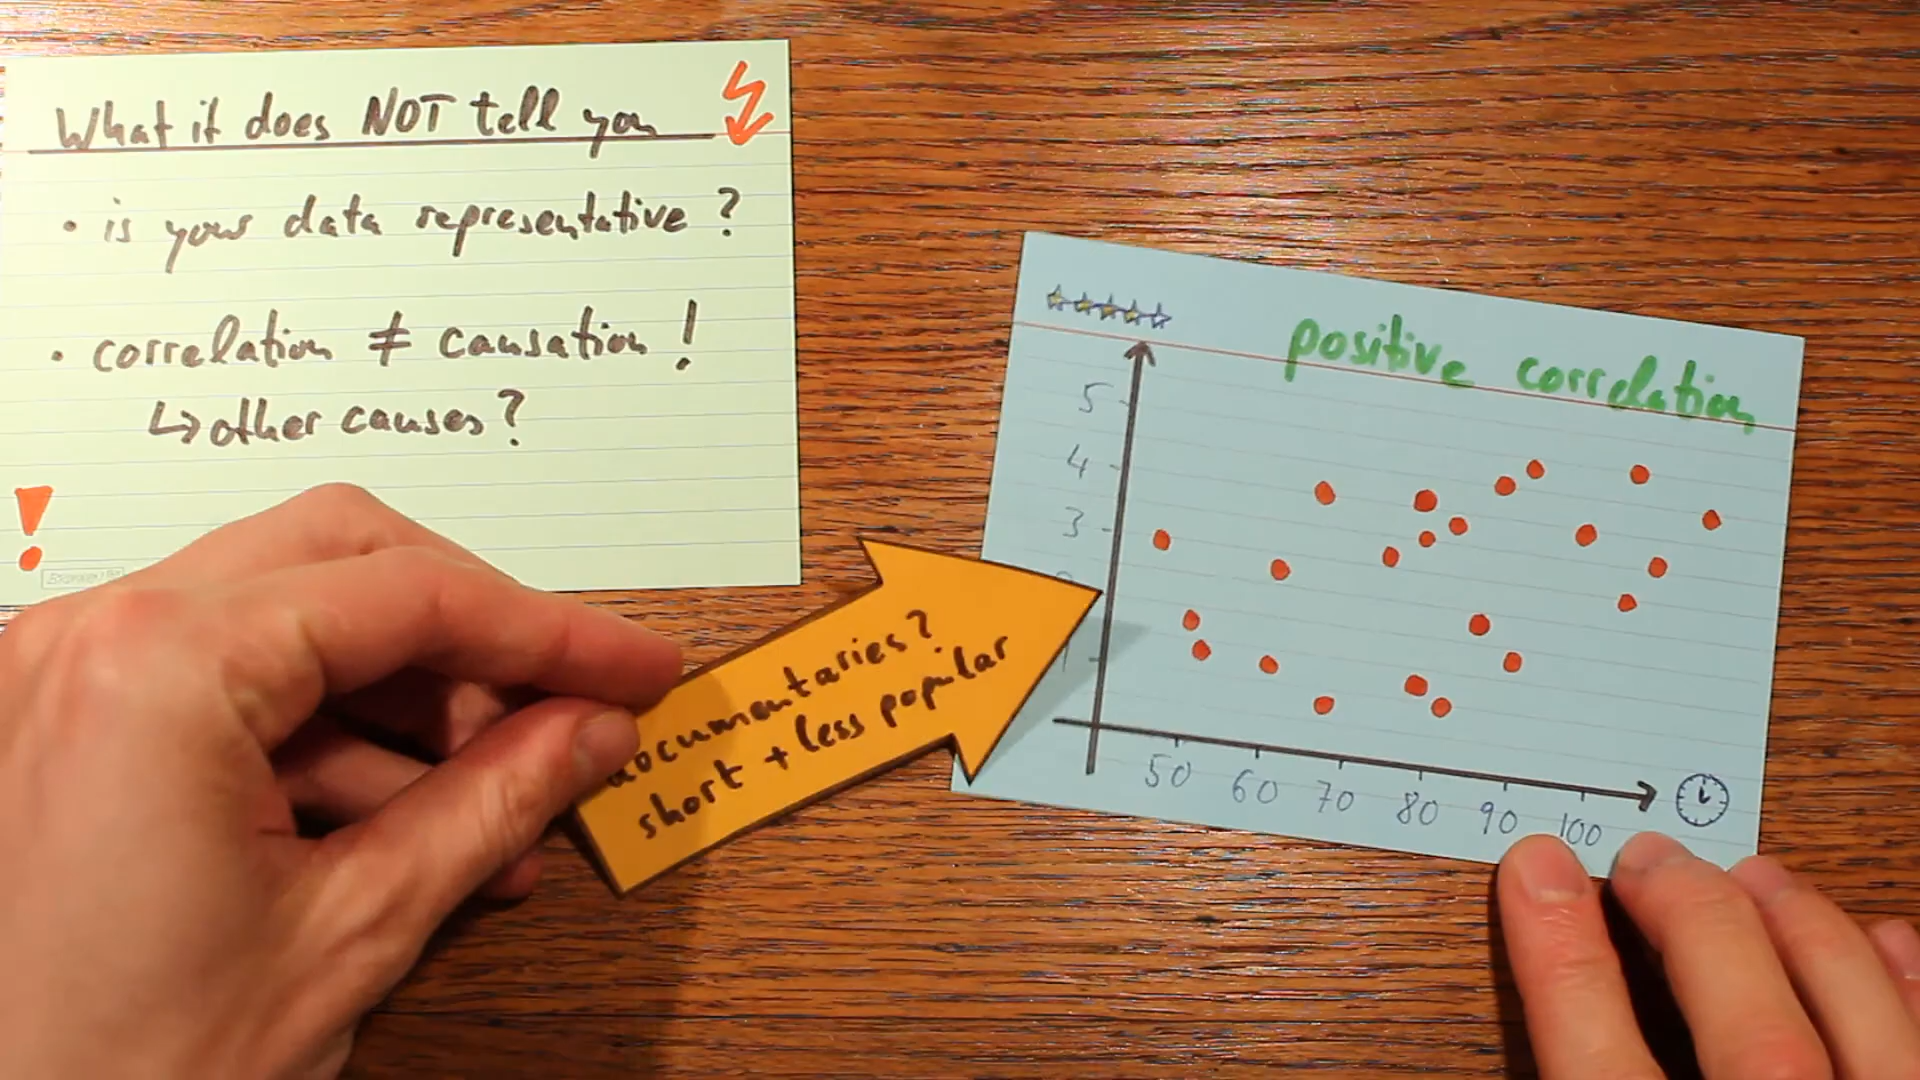 What it does NOT tell you
• is your data representative?
• correlation ≠ causation!
↳ other causes?
!
documentaries?
short + less popular
positive correlation
5
4
3
1
50 60 70 80 90 100